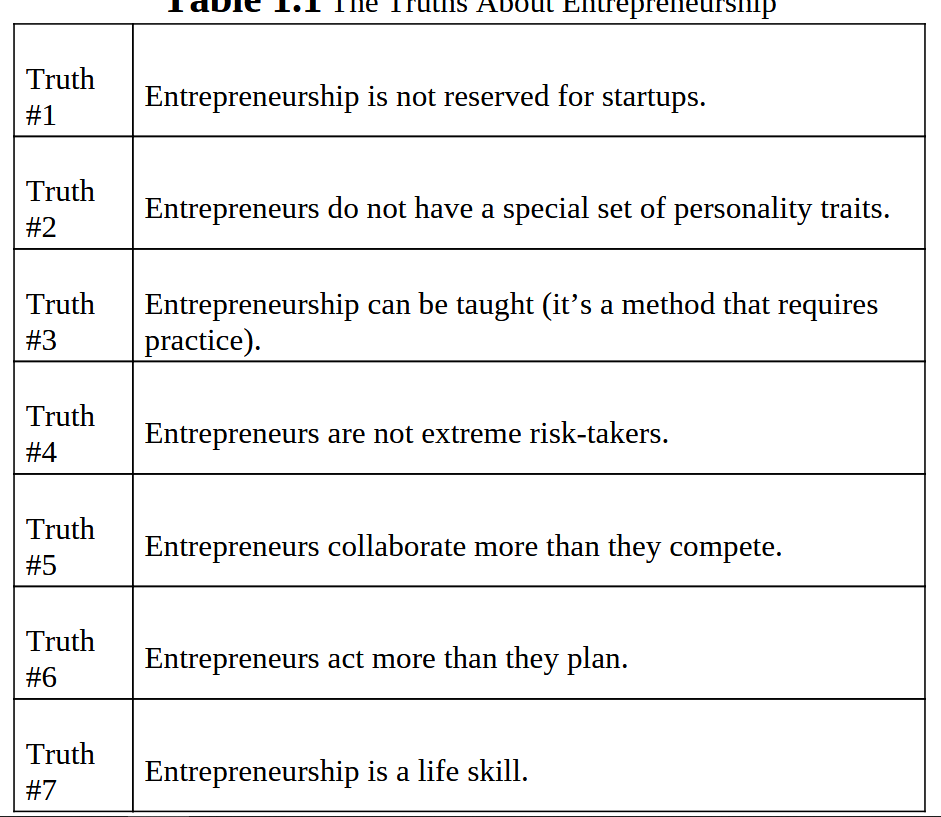 Table 1.1 The Truths About Entrepreneurship
Truth
#1
Entrepreneurship is not reserved for startups.
Truth
#2
Entrepreneurs do not have a special set of personality traits.
Truth
#3
Entrepreneurship can be taught (it’s a method that requires
practice).
Truth
#4
Entrepreneurs are not extreme risk-takers.
Truth
#5
Entrepreneurs collaborate more than they compete.
Truth
#6
Entrepreneurs act more than they plan.
Truth
#7
Entrepreneurship is a life skill.